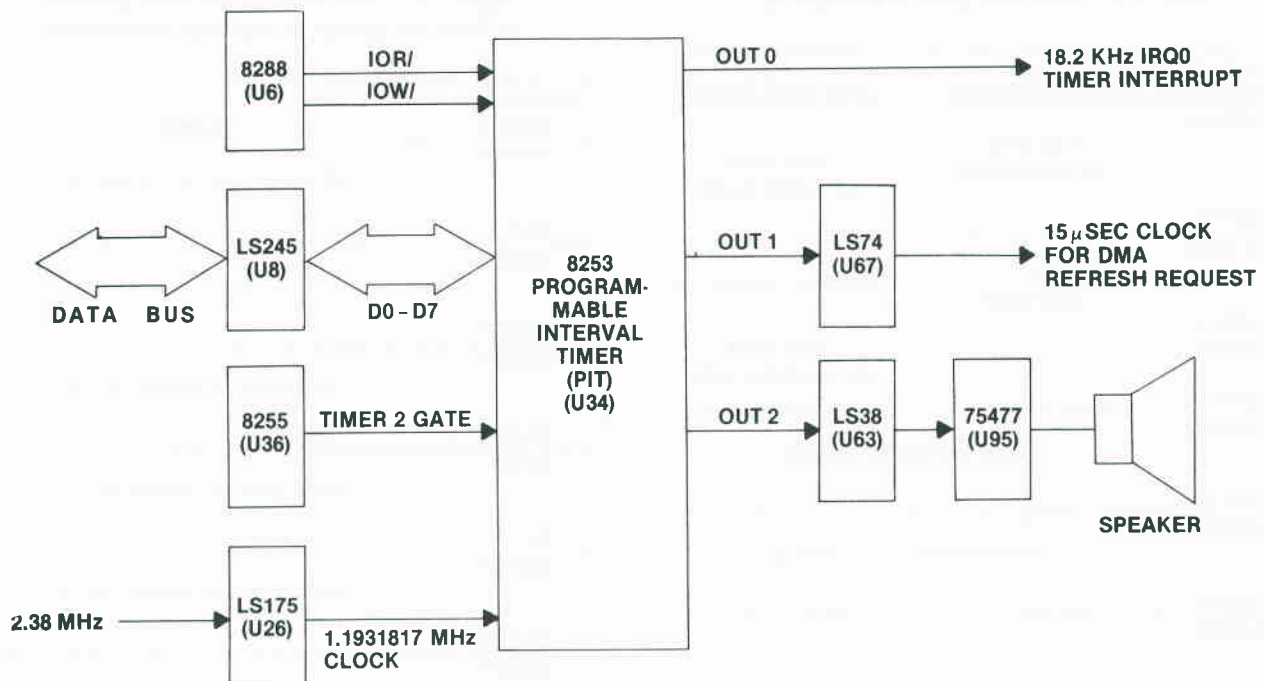 8288
(U6)
IOR/
IOW/
OUT 0
18.2 KHz IRQ0
TIMER INTERRUPT
LS245
(U8)
DATA BUS
D0 – D7
8253
PROGRAM-
MABLE
INTERVAL
TIMER
(PIT)
(U34)
OUT 1
LS74
(U67)
15 μSEC CLOCK
FOR DMA
REFRESH REQUEST
8255
(U36)
TIMER 2 GATE
OUT 2
LS38
(U63)
75477
(U95)
SPEAKER
2.38 MHz
LS175
(U26)
1.1931817 MHz
CLOCK